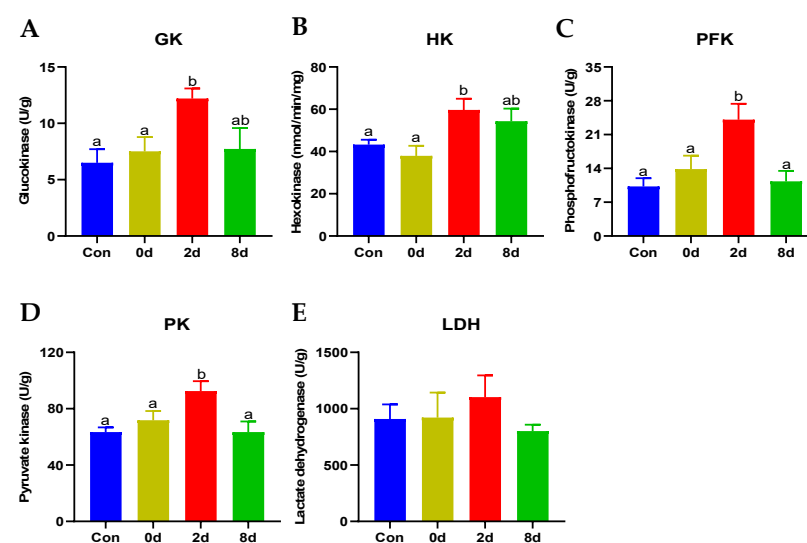 A
GK
Glucokinase (U/g)
15
10
5
0
a
a
b
ab
Con 0d 2d 8d
B
HK
Hexokinase (nmol/min/mg)
80
60
40
20
0
a
a
b
ab
Con 0d 2d 8d
C
PFK
Phosphofructokinase (U/g)
35
28
21
14
7
0
a
a
b
a
Con 0d 2d 8d
D
PK
Pyruvate kinase (U/g)
120
80
40
0
a
a
b
a
Con 0d 2d 8d
E
LDH
Lactate dehydrogenase (U/g)
1500
1000
500
0
Con 0d 2d 8d